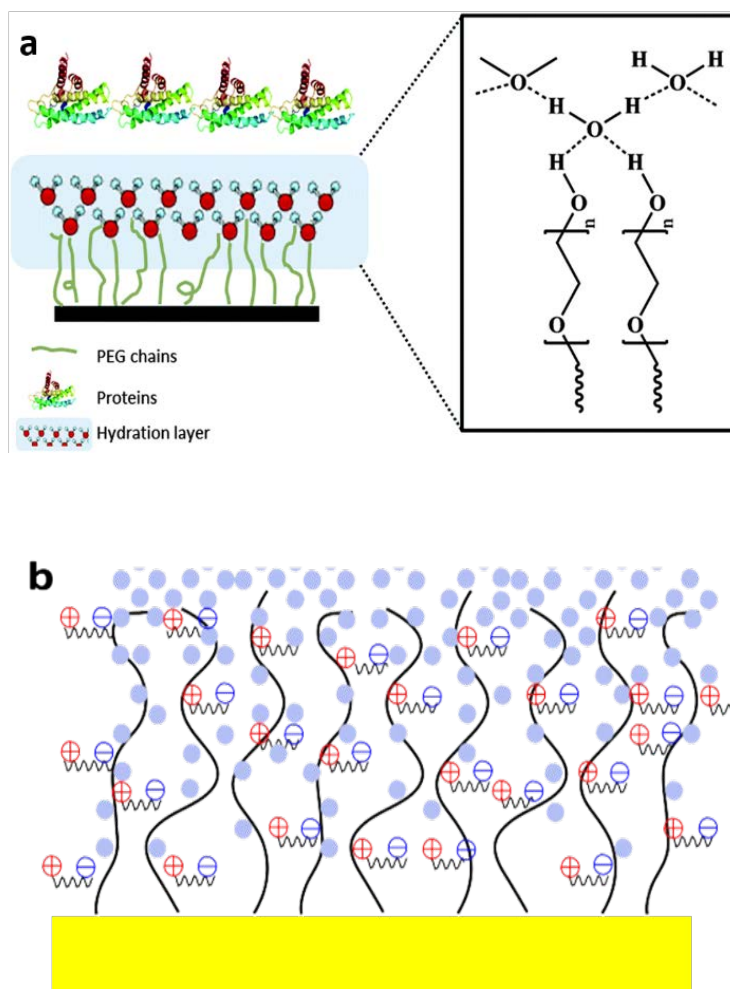 a
H H H
O O
H H
O
H H
O O
n n
O O
PEG chains
Proteins
Hydration layer
b